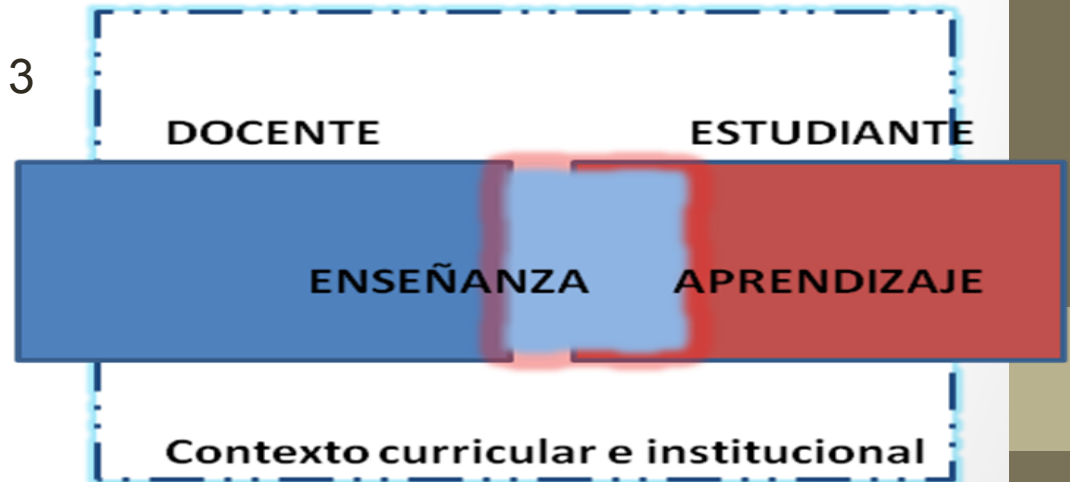 3
DOCENTE ESTUDIANTE
ENSEÑANZA APRENDIZAJE
Contexto curricular e institucional